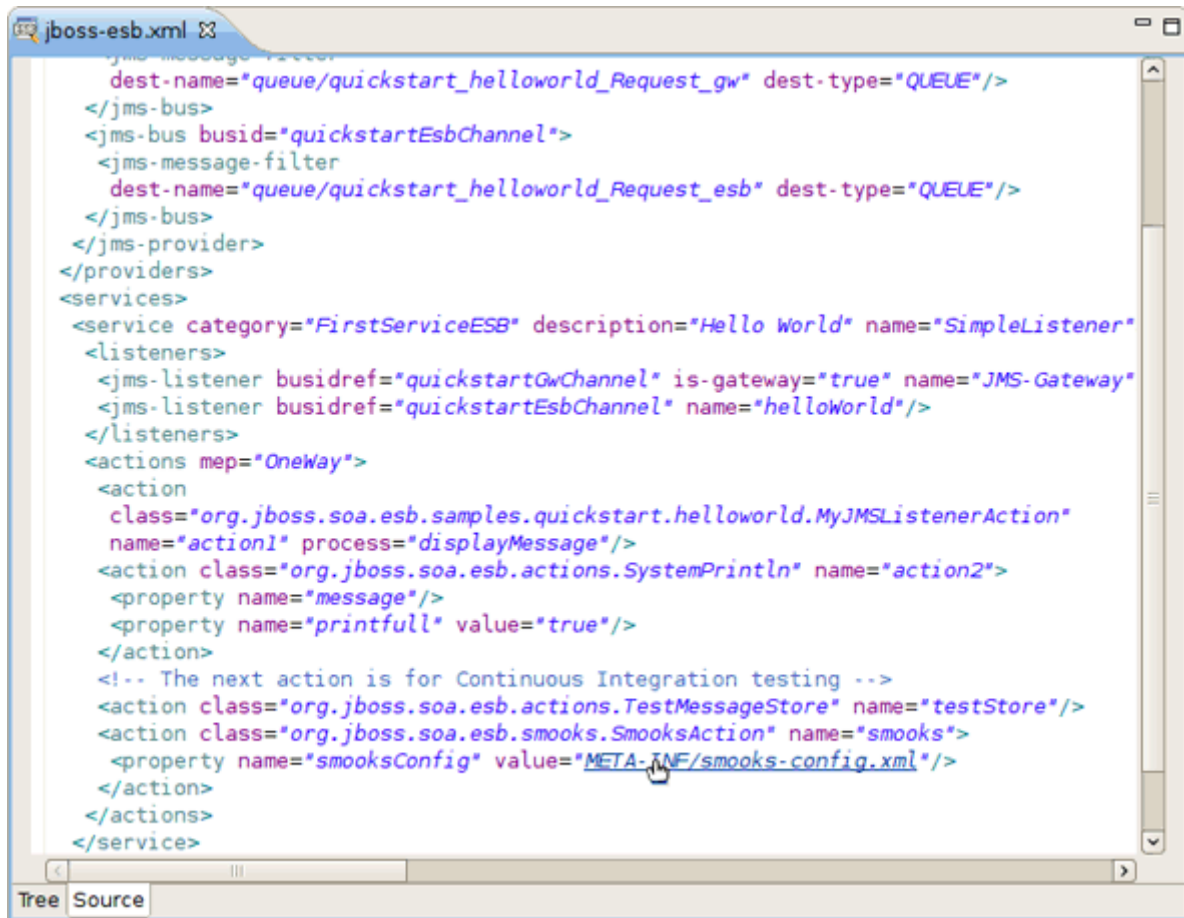 jboss-esb.xml
<jms-message-filter
dest-name="queue/quickstart_helloworld_Request_gw" dest-type="QUEUE"/>
</jms-bus>
<jms-bus busid="quickstartEsbChannel">
<jms-message-filter
dest-name="queue/quickstart_helloworld_Request_esb" dest-type="QUEUE"/>
</jms-bus>
</jms-provider>
</providers>
<services>
<service category="FirstServiceESB" description="Hello World" name="SimpleListener"
<listeners>
<jms-listener busidref="quickstartGwChannel" is-gateway="true" name="JMS-Gateway"
<jms-listener busidref="quickstartEsbChannel" name="helloWorld"/>
</listeners>
<actions mep="OneWay">
<action
class="org.jboss.soa.esb.samples.quickstart.helloworld.MyJMSListenerAction"
name="action1" process="displayMessage"/>
<action class="org.jboss.soa.esb.actions.SystemPrintln" name="action2">
<property name="message"/>
<property name="printfull" value="true"/>
</action>
<!-- The next action is for Continuous Integration testing -->
<action class="org.jboss.soa.esb.actions.TestMessageStore" name="testStore"/>
<action class="org.jboss.soa.esb.smooks.SmooksAction" name="smooks">
<property name="smooksConfig" value="META-INF/smooks-config.xml"/>
</action>
</actions>
</service>
Tree Source